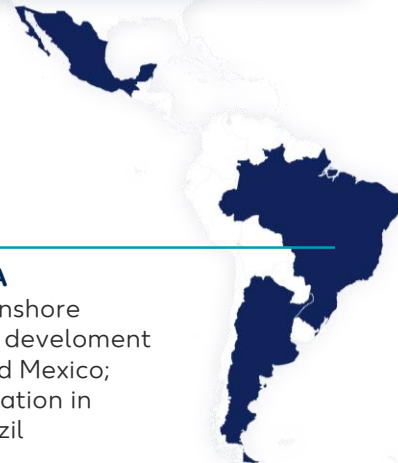 A
nshore
develoment
d Mexico;
ation in
zil